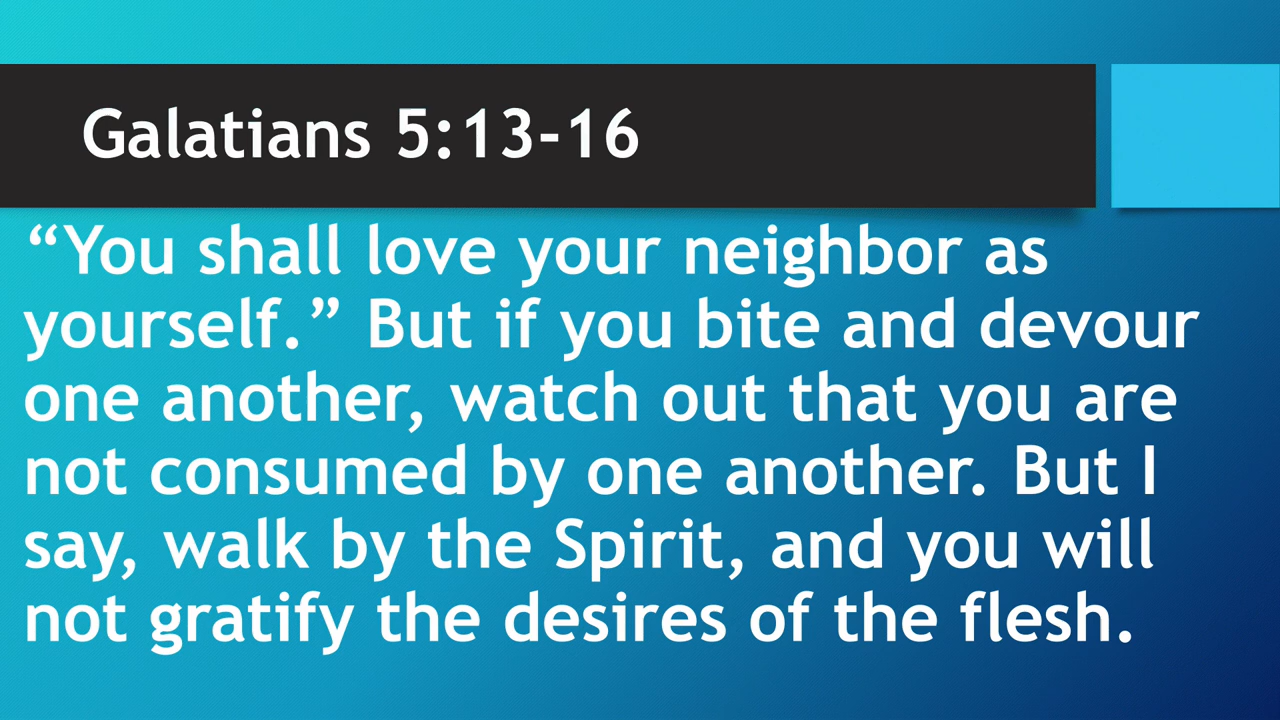 Galatians 5:13-16
“You shall love your neighbor as
yourself.” But if you bite and devour
one another, watch out that you are
not consumed by one another. But I
say, walk by the Spirit, and you will
not gratify the desires of the flesh.